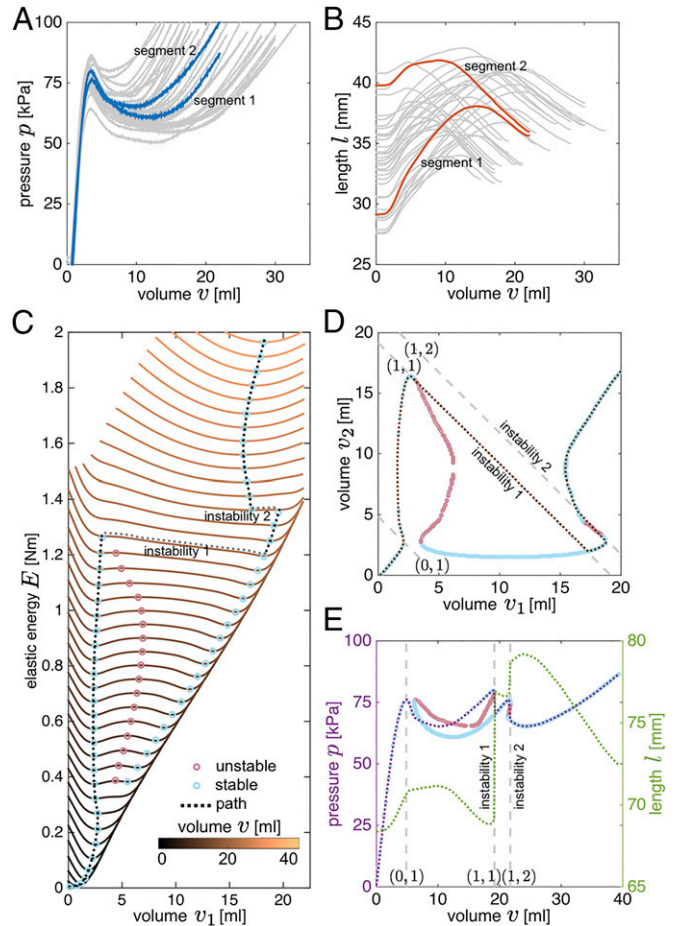 A
100
75
50
25
0
pressure p [kPa]
segment 2
segment 1
0
10
20
30
volume v [ml]
B
45
40
35
30
25
length l [mm]
segment 2
segment 1
0
10
20
30
volume v [ml]
C
2
1.8
1.6
1.4
1.2
1
0.8
0.6
0.4
0.2
0
elastic energy E [Nm]
instability 2
instability 1
unstable
stable
path
volume v [ml]
0
20
40
0
5
10
15
20
volume v1 [ml]
D
20
15
10
5
0
volume v2 [ml]
(1, 2)
(1, 1)
instability 2
instability 1
(0, 1)
0
5
10
15
20
volume v1 [ml]
E
100
75
50
25
0
pressure p [kPa]
80
75
70
65
length l [mm]
instability 1
instability 2
(0, 1)
(1, 1)
(1, 2)
0
10
20
30
40
volume v [ml]